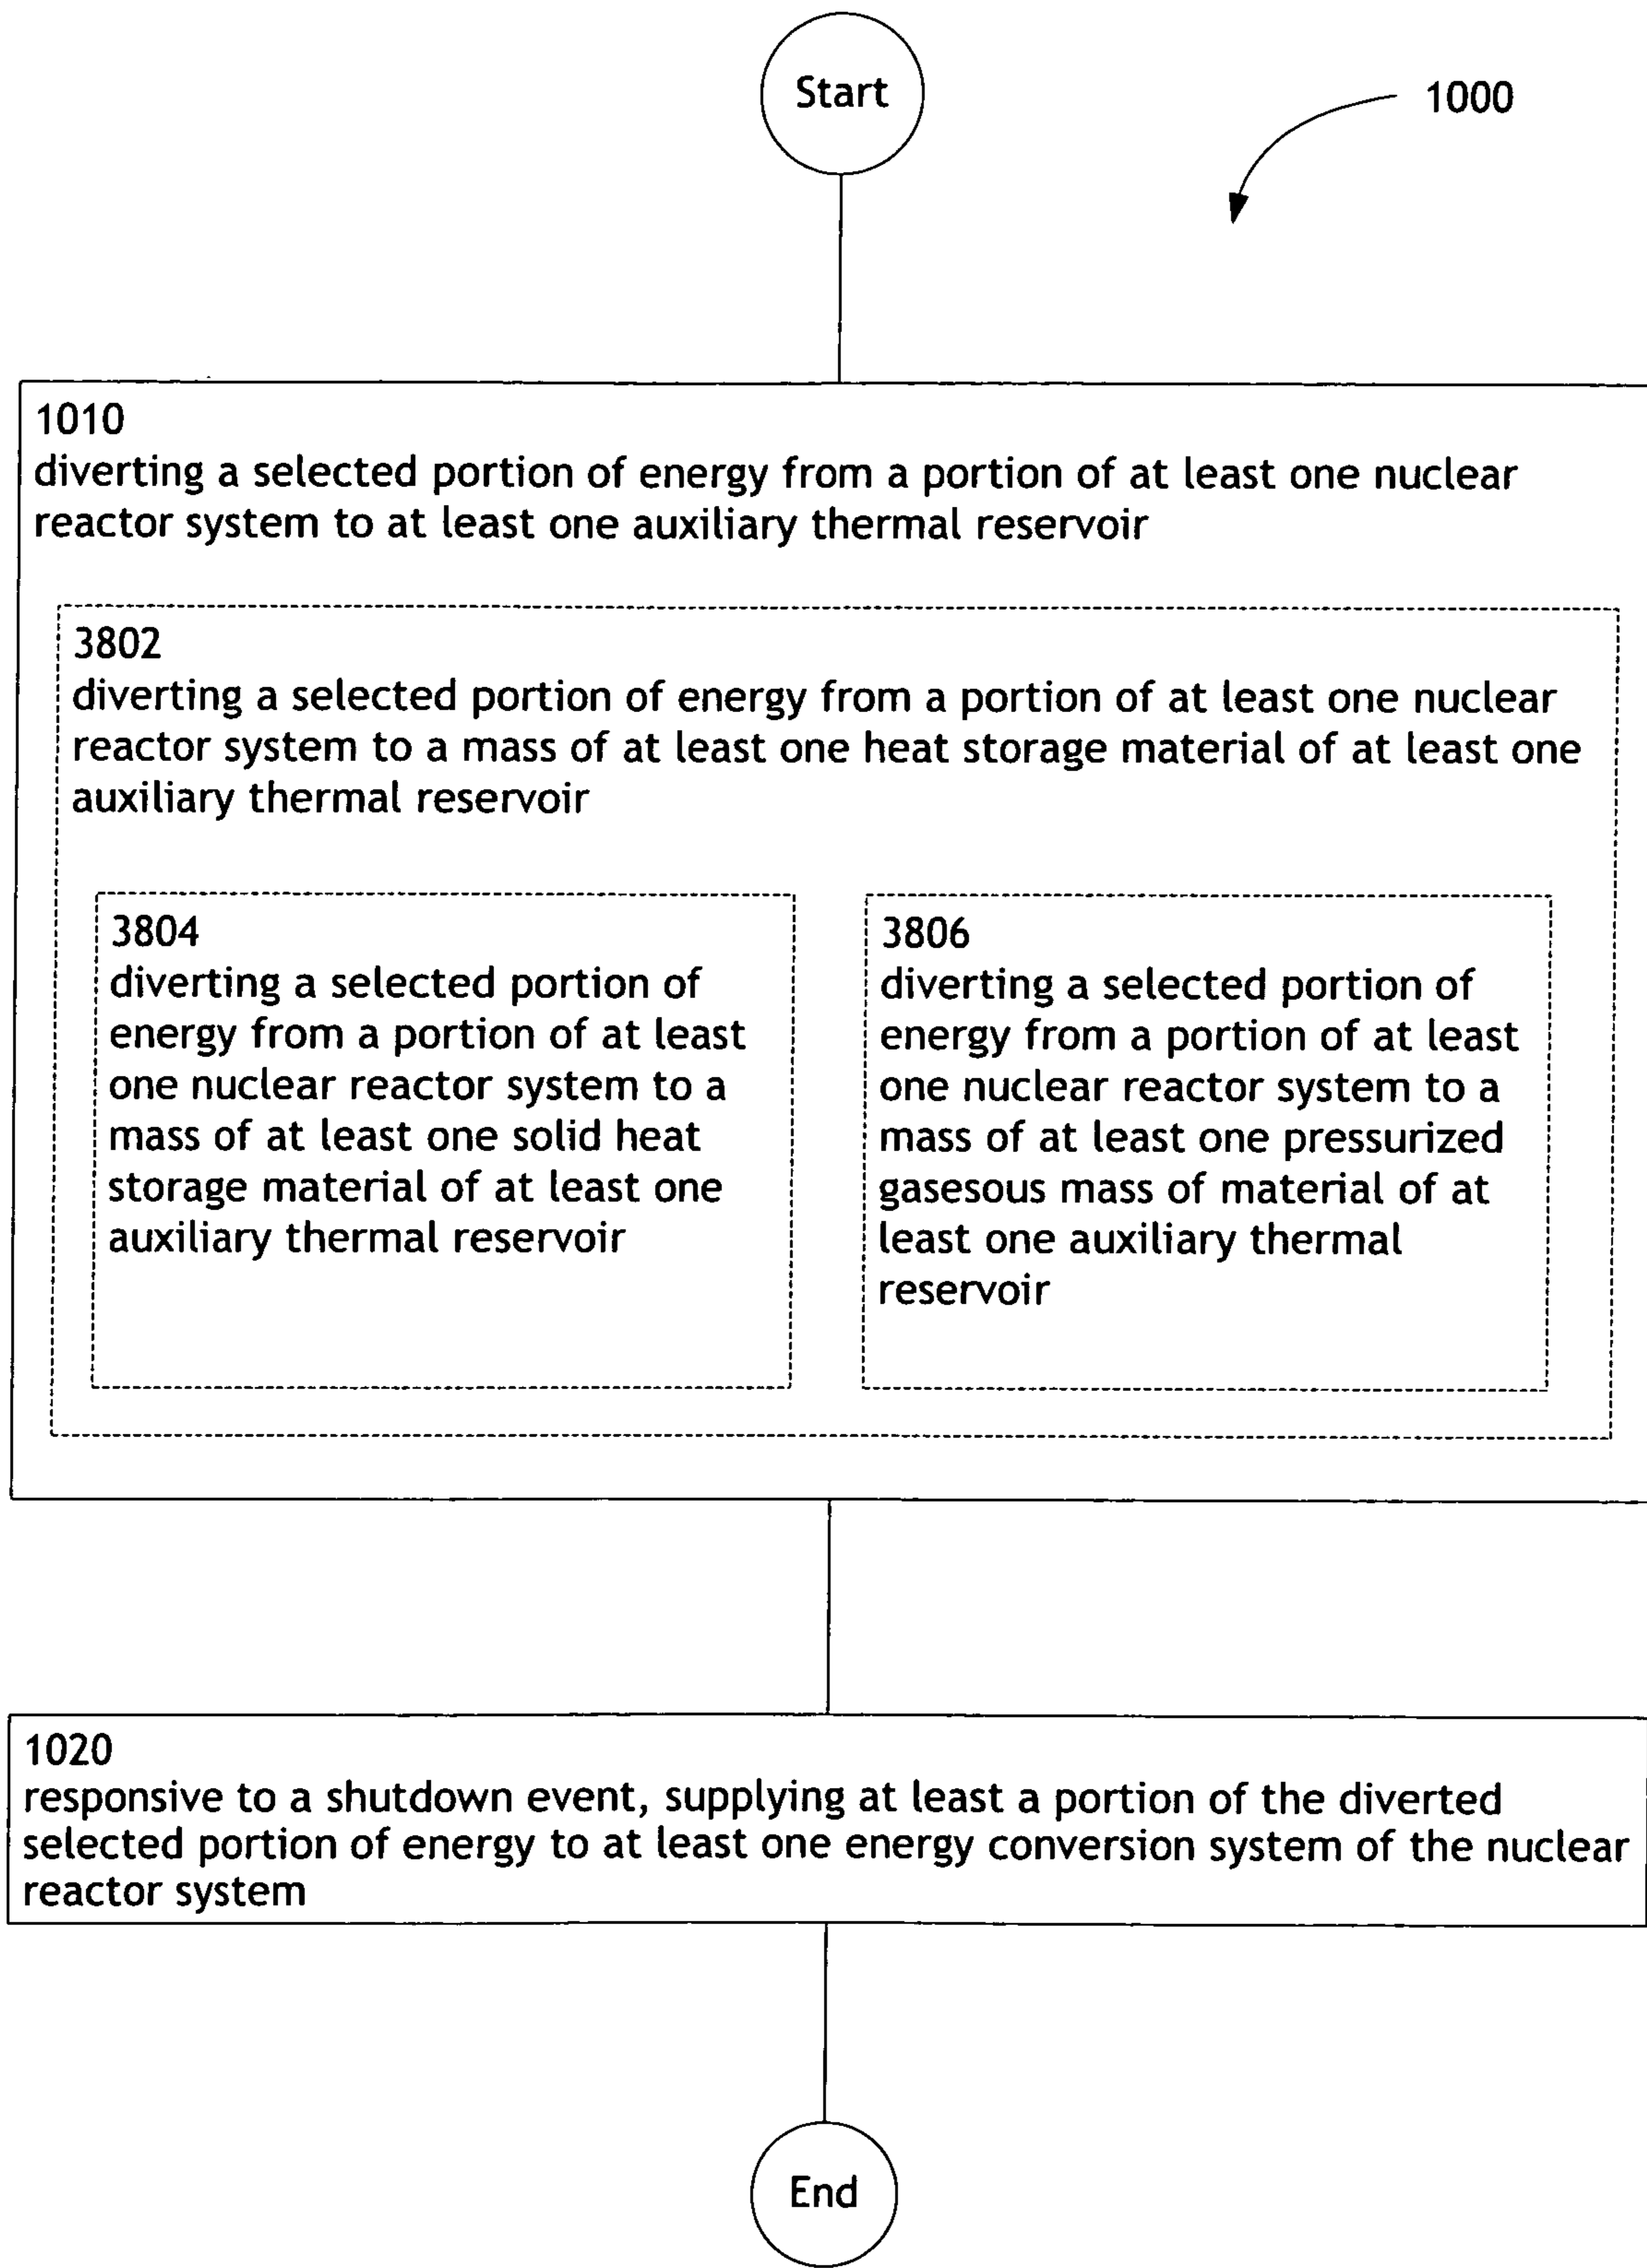 Start
1000
1010
diverting a selected portion of energy from a portion of at least one nuclear
reactor system to at least one auxiliary thermal reservoir
3802
diverting a selected portion of energy from a portion of at least one nuclear
reactor system to a mass of at least one heat storage material of at least one
auxiliary thermal reservoir
3804
diverting a selected portion of
energy from a portion of at least
one nuclear reactor system to a
mass of at least one solid heat
storage material of at least one
auxiliary thermal reservoir
3806
diverting a selected portion of
energy from a portion of at least
one nuclear reactor system to a
mass of at least one pressurized
gasesous mass of material of at
least one auxiliary thermal
reservoir
1020
responsive to a shutdown event, supplying at least a portion of the diverted
selected portion of energy to at least one energy conversion system of the nuclear
reactor system
End